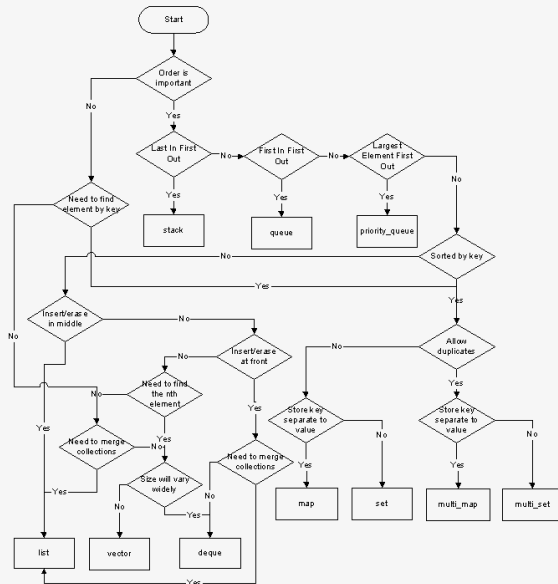 Start
Order is
important
No
Yes
Last In First
Out
No
First In First
Out
No
Largest
Element First
Out
No
Yes
Yes
Yes
stack
queue
priority_queue
Need to find
element by key
No
Sorted by key
No
Yes
Yes
Insert/erase
in middle
No
Insert/erase
at front
Allow
duplicates
No
No
Yes
Need to find
the nth
element
No
Yes
Yes
Yes
Store key
separate to
value
Store key
separate to
value
Need to merge
collections
No
Need to merge
collections
Size will vary
widely
Yes
No
Yes
No
Yes
No
Yes
No
list
vector
deque
map
set
multi_map
multi_set
Yes